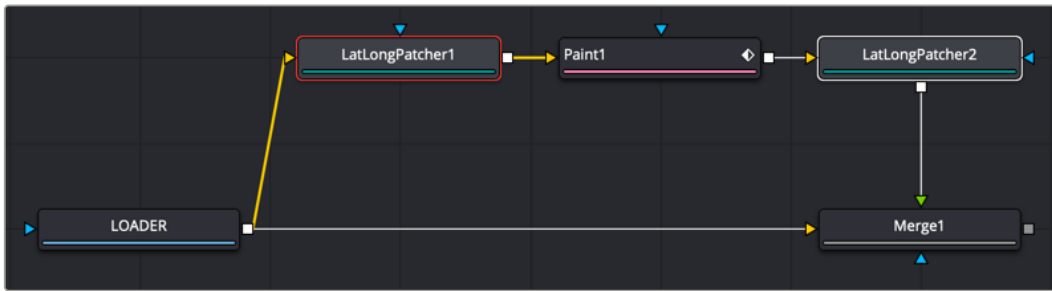 LatLongPatcher1
Paint1
LatLongPatcher2
LOADER
Merge1